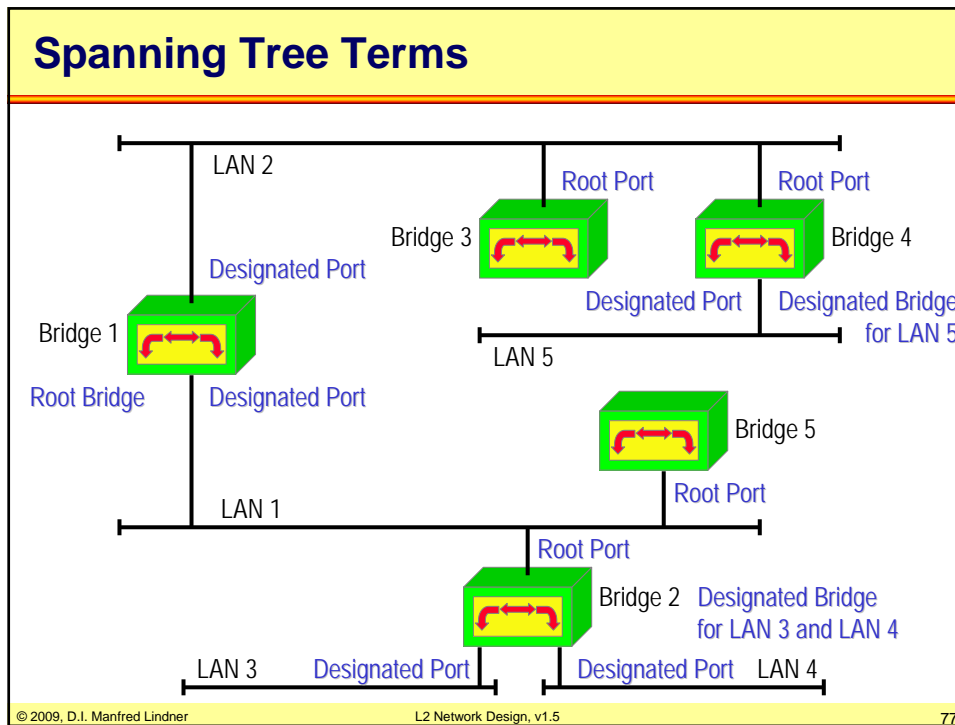 Spanning Tree Terms
LAN 2
Root Port
Root Port
Bridge 3
Bridge 4
Designated Port
Designated Port
Designated Bridge
for LAN 5
Bridge 1
LAN 5
Root Bridge
Designated Port
Bridge 5
Root Port
LAN 1
Root Port
Bridge 2
Designated Bridge
for LAN 3 and LAN 4
LAN 3
Designated Port
Designated Port
LAN 4
© 2009, D.I. Manfred Lindner
L2 Network Design, v1.5
77